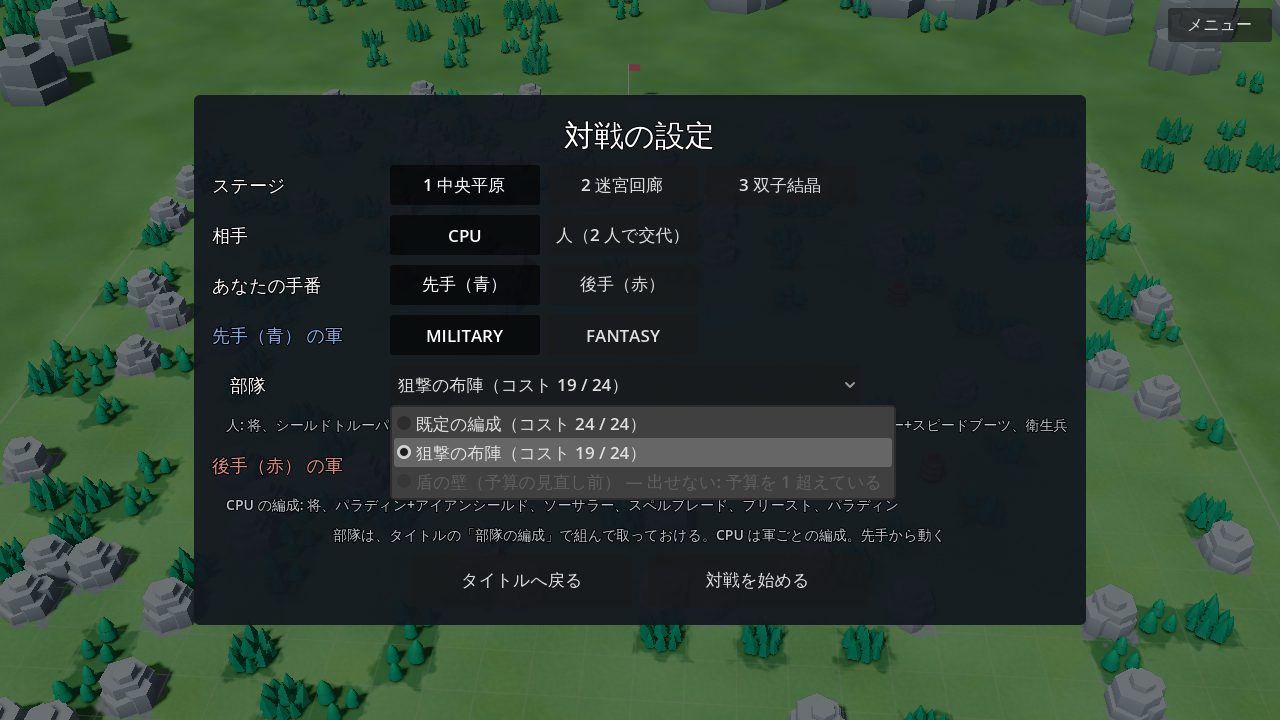 メニュー
対戦の設定
ステージ 1 中央平原 2 迷宮回廊 3 双子結晶
相手 CPU 人（2 人で交代）
あなたの手番 先手（青） 後手（赤）
先手（青） の軍 MILITARY FANTASY
部隊 狙撃の布陣（コスト 19 / 24）
既定の編成（コスト 24 / 24）
人: 将、シールドトルーパ ー+スピードブーツ、衛生兵
狙撃の布陣（コスト 19 / 24）
後手（赤） の軍
盾の壁（予算の見直し前） — 出せない: 予算を 1 超えている
CPU の編成: 将、パラディン+アイアンシールド、ソーサラー、スペルブレード、プリースト、パラディン
部隊は、タイトルの「部隊の編成」で組んで取っておける。CPU は軍ごとの編成。先手から動く
タイトルへ戻る 対戦を始める